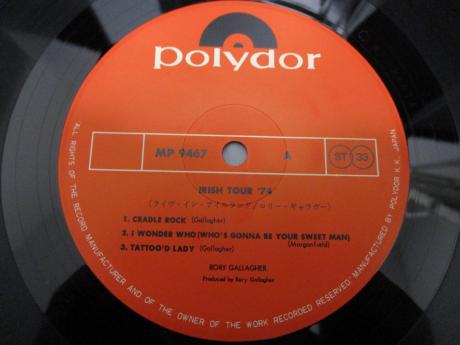 polydor
MP 9467 A ST 33
IRISH TOUR '74
(ライヴ・イン・アイルランド/ロリー・ギャラガー)
1. CRADLE ROCK (Gallagher)
2. I WONDER WHO (WHO'S GONNA BE YOUR SWEET MAN)
(Morganfield)
3. TATTOO'D LADY (Gallagher)
RORY GALLAGHER
Produced by Rory Gallagher
ALL RIGHTS OF THE RECORD MANUFACTURER AND OF THE OWNER OF THE WORK RECORDED RESERVED: MANUFACTURED BY POLYDOR K.K. JAPAN